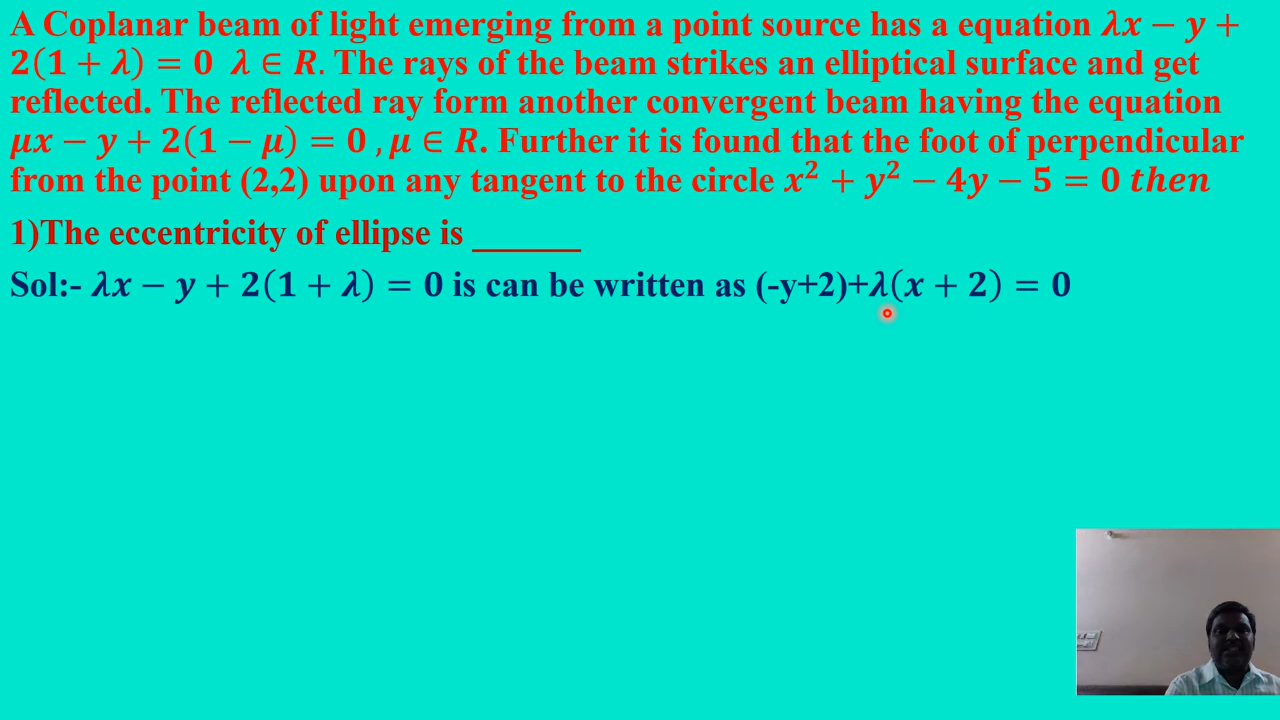 A Coplanar beam of light emerging from a point source has a equation λx − y +
2(1 + λ) = 0 λ ∈ R. The rays of the beam strikes an elliptical surface and get
reflected. The reflected ray form another convergent beam having the equation
μx − y + 2(1 − μ) = 0 , μ ∈ R. Further it is found that the foot of perpendicular
from the point (2,2) upon any tangent to the circle x² + y² − 4y − 5 = 0 then
1)The eccentricity of ellipse is ______
Sol:- λx − y + 2(1 + λ) = 0 is can be written as (-y+2)+λ(x + 2) = 0